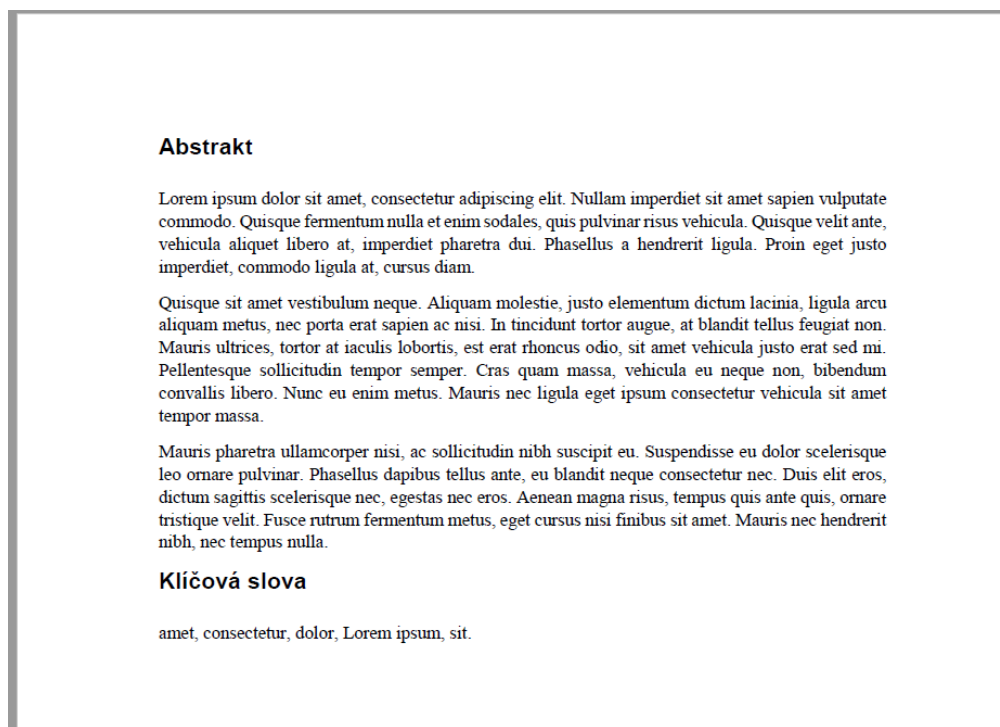 Abstrakt
Lorem ipsum dolor sit amet, consectetur adipiscing elit. Nullam imperdiet sit amet sapien vulputate
commodo. Quisque fermentum nulla et enim sodales, quis pulvinar risus vehicula. Quisque velit ante,
vehicula aliquet libero at, imperdiet pharetra dui. Phasellus a hendrerit ligula. Proin eget justo
imperdiet, commodo ligula at, cursus diam.
Quisque sit amet vestibulum neque. Aliquam molestie, justo elementum dictum lacinia, ligula arcu
aliquam metus, nec porta erat sapien ac nisi. In tincidunt tortor augue, at blandit tellus feugiat non.
Mauris ultrices, tortor at iaculis lobortis, est erat rhoncus odio, sit amet vehicula justo erat sed mi.
Pellentesque sollicitudin tempor semper. Cras quam massa, vehicula eu neque non, bibendum
convallis libero. Nunc eu enim metus. Mauris nec ligula eget ipsum consectetur vehicula sit amet
tempor massa.
Mauris pharetra ullamcorper nisi, ac sollicitudin nibh suscipit eu. Suspendisse eu dolor scelerisque
leo ornare pulvinar. Phasellus dapibus tellus ante, eu blandit neque consectetur nec. Duis elit eros,
dictum sagittis scelerisque nec, egestas nec eros. Aenean magna risus, tempus quis ante quis, ornare
tristique velit. Fusce rutrum fermentum metus, eget cursus nisi finibus sit amet. Mauris nec hendrerit
nibh, nec tempus nulla.
Klíčová slova
amet, consectetur, dolor, Lorem ipsum, sit.